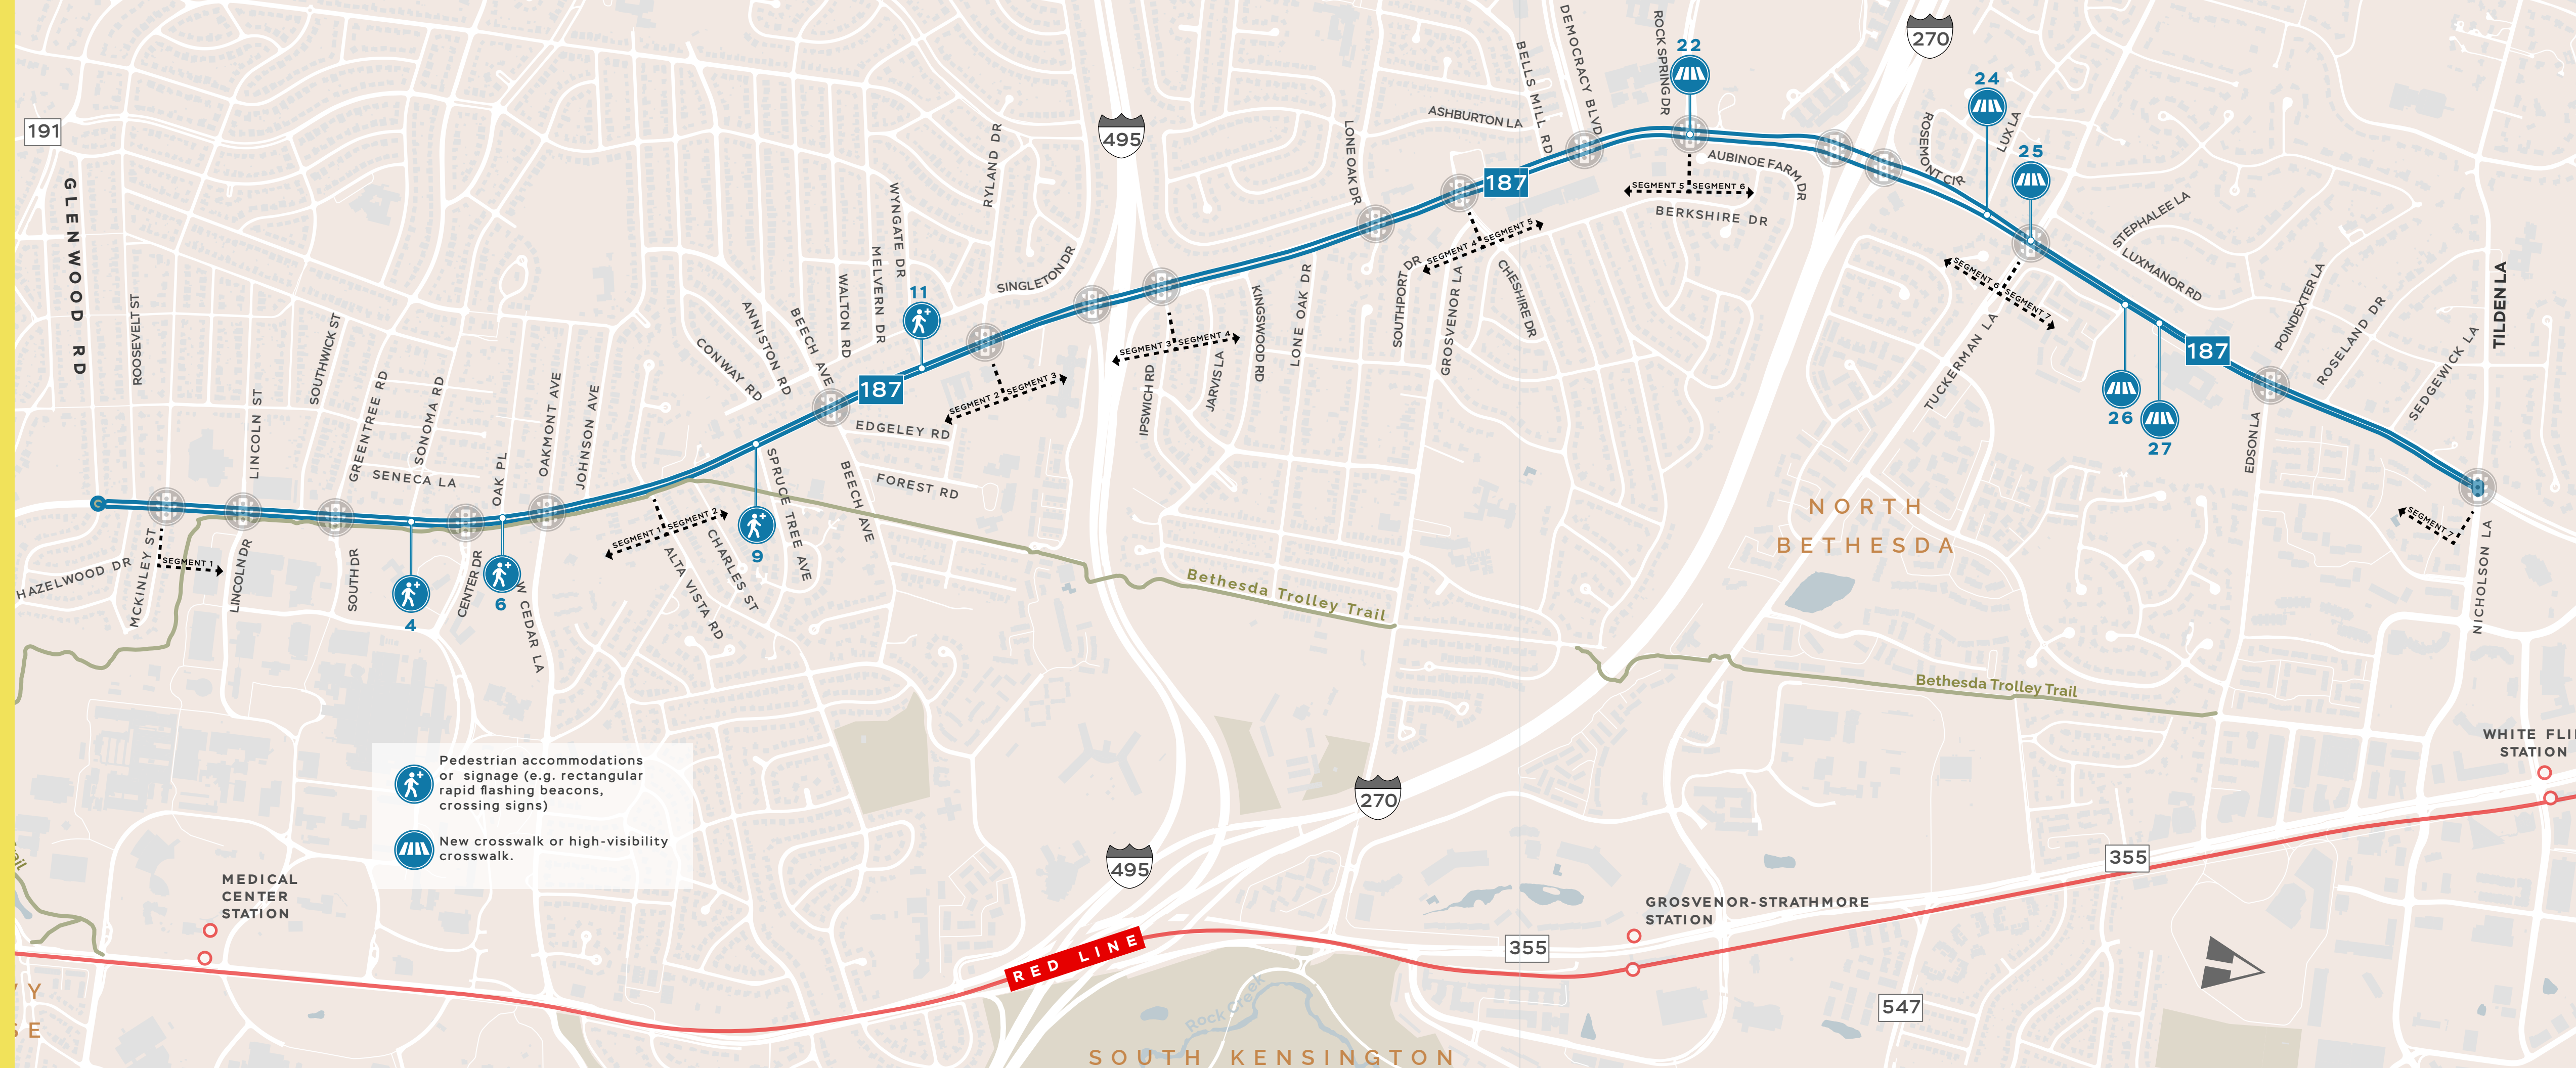 191
GLENWOOD RD
ROOSEVELT ST
HAZELWOOD DR
MCKINLEY ST
SEGMENT 1
LINCOLN ST
LINCOLN DR
SOUTHWICK ST
SOUTH DR
GREENTREE RD
SENECA LA
SONOMA RD
4
CENTER DR
OAK PL
6
W CEDAR LA
OAKMONT AVE
JOHNSON AVE
SEGMENT 1
SEGMENT 2
ALTA VISTA RD
CHARLES ST
CONWAY RD
ANNISTON RD
BEECH AVE
9
SPRUCE TREE AVE
WALTON RD
MELVERN DR
WYNGATE DR
11
187
EDGELEY RD
BEECH AVE
FOREST RD
RYLAND DR
SINGLETON DR
SEGMENT 2
SEGMENT 3
495
SEGMENT 3
SEGMENT 4
IPSWICH RD
JARVIS LA
KINGSWOOD RD
LONE OAK DR
LONE OAK DR
SOUTHPORT DR
SEGMENT 4
SEGMENT 5
GROSVENOR LA
CHESHIRE DR
187
ASHBURTON LA
BELLS MILL RD
DEMOCRACY BLVD
ROCK SPRING DR
22
SEGMENT 5
SEGMENT 6
BERKSHIRE DR
AUBINOE FARM DR
270
ROSEMONT CIR
24
LUX LA
25
SEGMENT 6
SEGMENT 7
TUCKERMAN LA
STEPHALEE LA
LUXMANOR RD
26
27
187
POINDEXTER LA
ROSELAND DR
SEDGEWICK LA
EDSON LA
TILDEN LA
SEGMENT 7
NICHOLSON LA
NORTH
BETHESDA
Bethesda Trolley Trail
Bethesda Trolley Trail
Pedestrian accommodations
or signage (e.g. rectangular
rapid flashing beacons,
crossing signs)
New crosswalk or high-visibility
crosswalk.
MEDICAL
CENTER
STATION
270
495
RED LINE
355
GROSVENOR-STRATHMORE
STATION
355
547
WHITE FLI
STATION
Rock Creek
SOUTH KENSINGTON
Y
SE